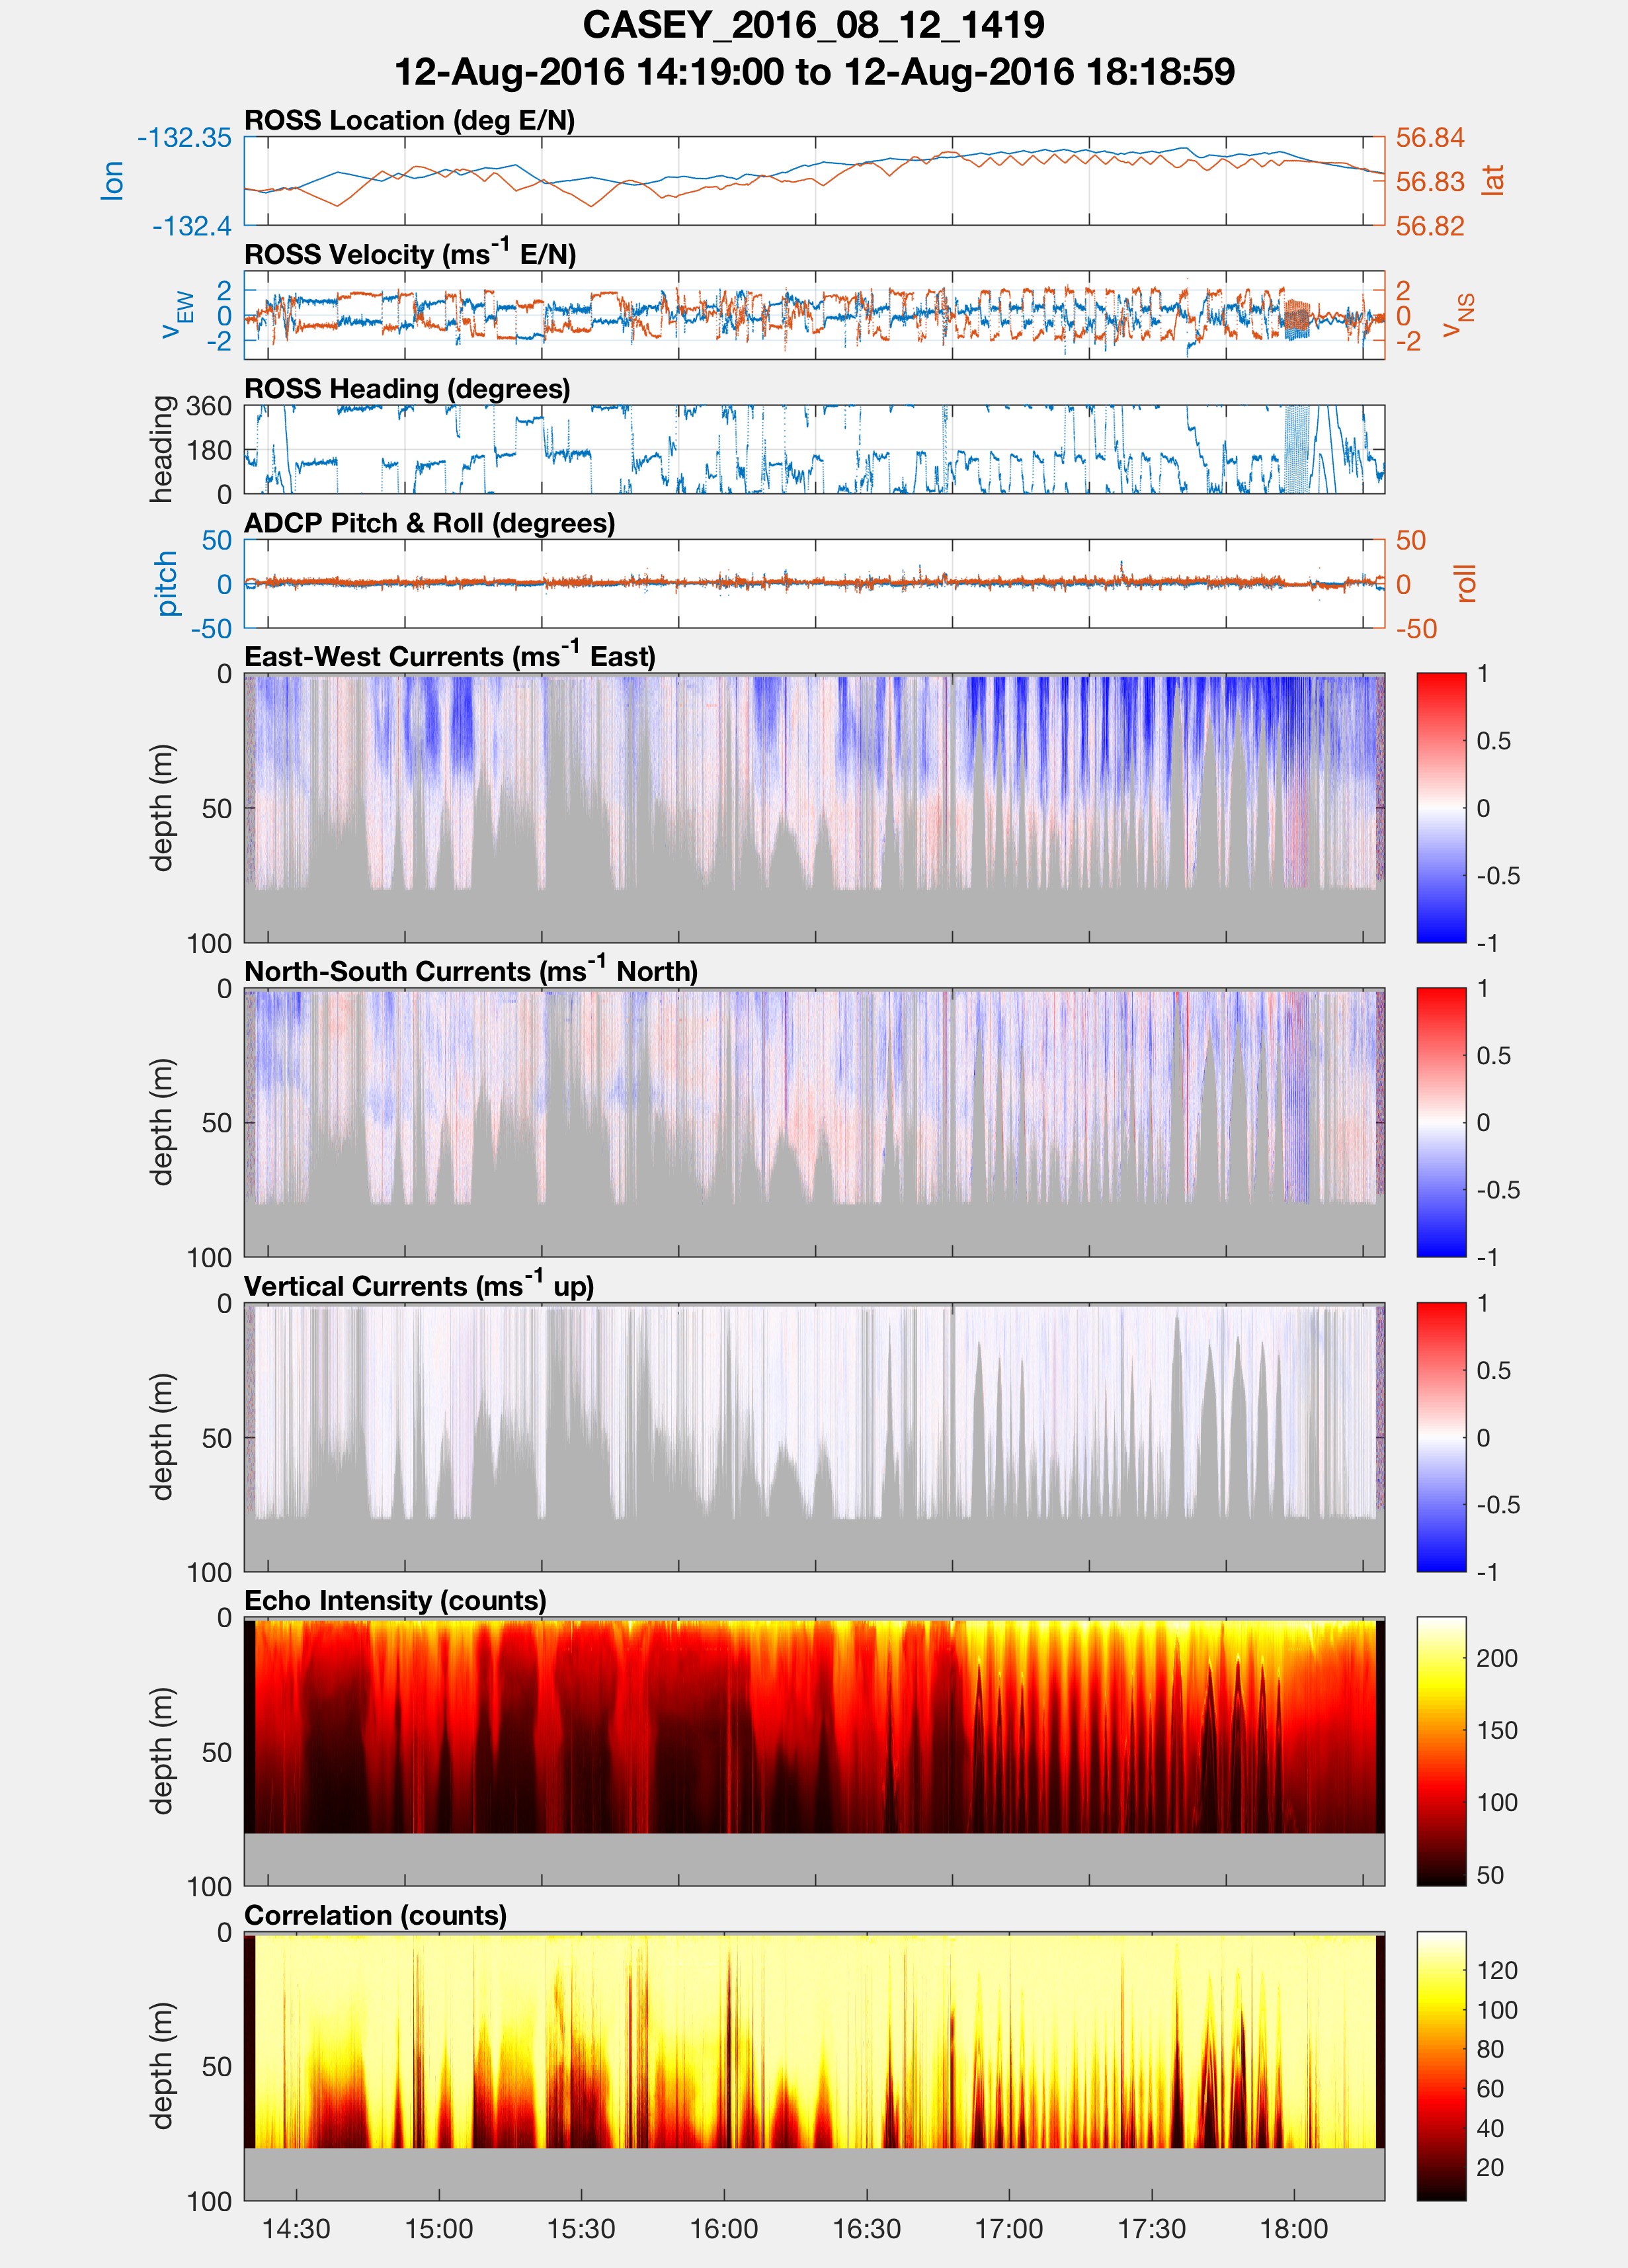 CASEY_2016_08_12_1419
12-Aug-2016 14:19:00 to 12-Aug-2016 18:18:59
ROSS Location (deg E/N)
-132.35
-132.4
lon
56.84
56.83
56.82
lat
ROSS Velocity (ms-1 E/N)
2
0
-2
vEW
2
0
-2
vNS
ROSS Heading (degrees)
360
180
0
heading
ADCP Pitch & Roll (degrees)
50
0
-50
pitch
50
0
-50
roll
East-West Currents (ms-1 East)
0
50
100
depth (m)
1
0.5
0
-0.5
-1
North-South Currents (ms-1 North)
0
50
100
depth (m)
1
0.5
0
-0.5
-1
Vertical Currents (ms-1 up)
0
50
100
depth (m)
1
0.5
0
-0.5
-1
Echo Intensity (counts)
0
50
100
depth (m)
200
150
100
50
Correlation (counts)
0
50
100
depth (m)
120
100
80
60
40
20
14:30 15:00 15:30 16:00 16:30 17:00 17:30 18:00